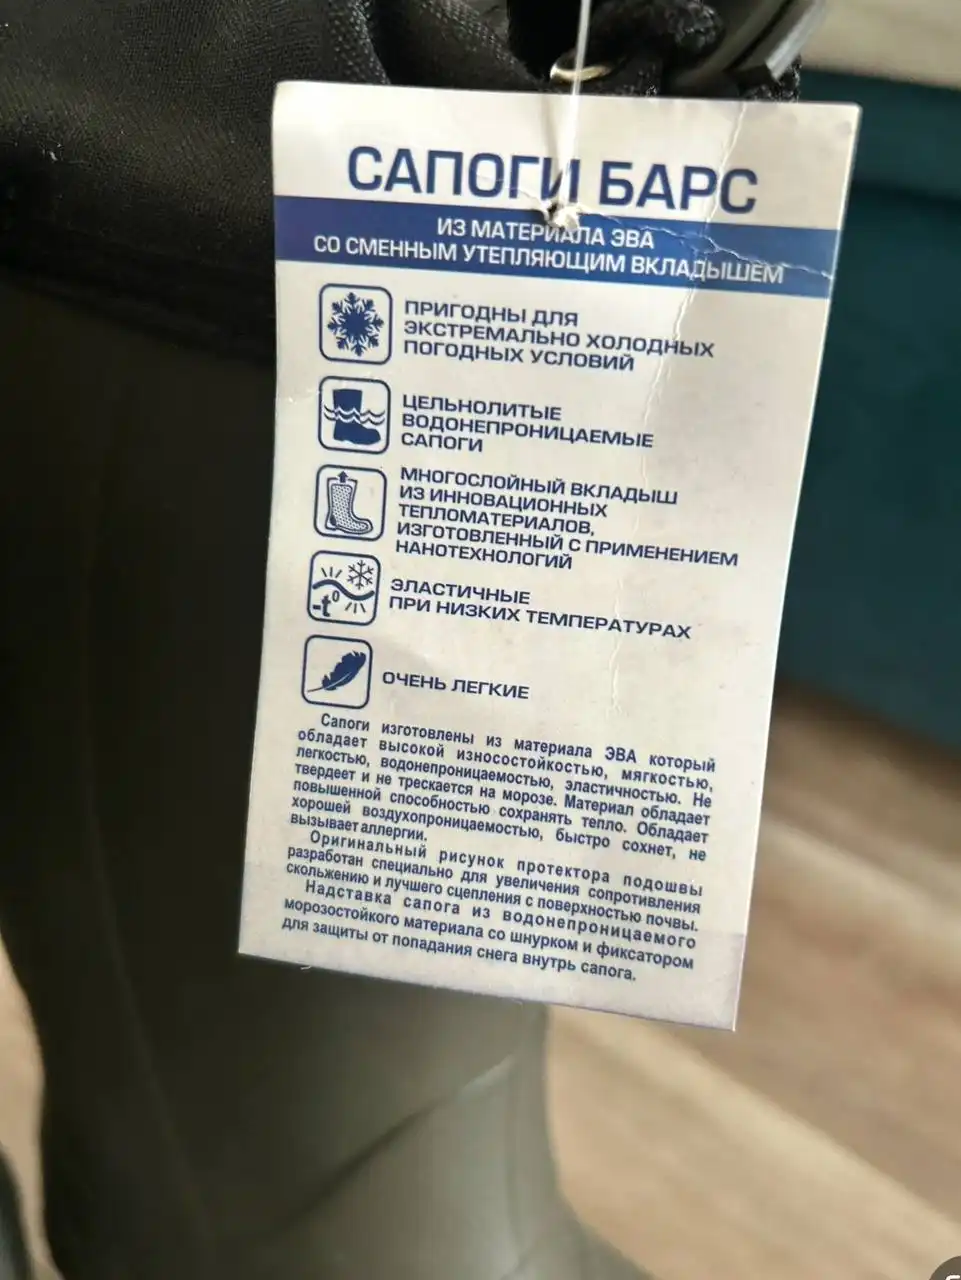 САПОГИ БАРС
ИЗ МАТЕРИАЛА ЭВА
СО СМЕННЫМ УТЕПЛЯЮЩИМ ВКЛАДЫШЕМ
ПРИГОДНЫ ДЛЯ
ЭКСТРЕМАЛЬНО ХОЛОДНЫХ
ПОГОДНЫХ УСЛОВИЙ
ЦЕЛЬНОЛИТЫЕ
ВОДОНЕПРОНИЦАЕМЫЕ
САПОГИ
МНОГОСЛОЙНЫЙ ВКЛАДЫШ
ИЗ ИННОВАЦИОННЫХ
ТЕПЛОМАТЕРИАЛОВ,
ИЗГОТОВЛЕННЫЙ С ПРИМЕНЕНИЕМ
НАНОТЕХНОЛОГИЙ
-t°
ЭЛАСТИЧНЫЕ
ПРИ НИЗКИХ ТЕМПЕРАТУРАХ
ОЧЕНЬ ЛЕГКИЕ
Сапоги изготовлены из материала ЭВА который
обладает высокой износостойкостью, мягкостью,
легкостью, водонепроницаемостью, эластичностью. Не
твердеет и не трескается на морозе. Материал обладает
повышенной способностью сохранять тепло. Обладает
хорошей воздухопроницаемостью, быстро сохнет, не
вызывает аллергии.
Оригинальный рисунок протектора подошвы
разработан специально для увеличения сопротивления
скольжению и лучшего сцепления с поверхностью почвы.
Надставка сапога из водонепроницаемого
морозостойкого материала со шнурком и фиксатором
для защиты от попадания снега внутрь сапога.